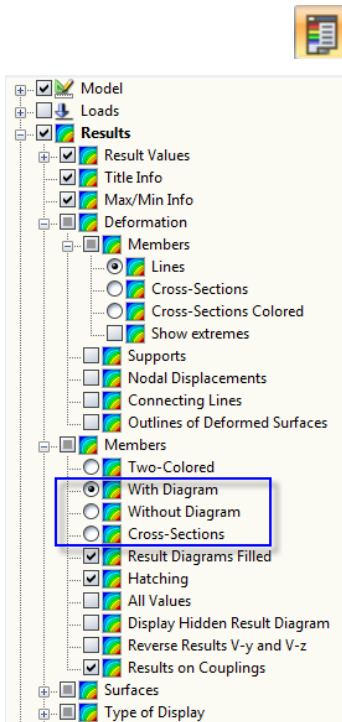 Model
Loads
Results
Result Values
Title Info
Max/Min Info
Deformation
Members
Lines
Cross-Sections
Cross-Sections Colored
Show extremes
Supports
Nodal Displacements
Connecting Lines
Outlines of Deformed Surfaces
Members
Two-Colored
With Diagram
Without Diagram
Cross-Sections
Result Diagrams Filled
Hatching
All Values
Display Hidden Result Diagram
Reverse Results V-y and V-z
Results on Couplings
Surfaces
Type of Display